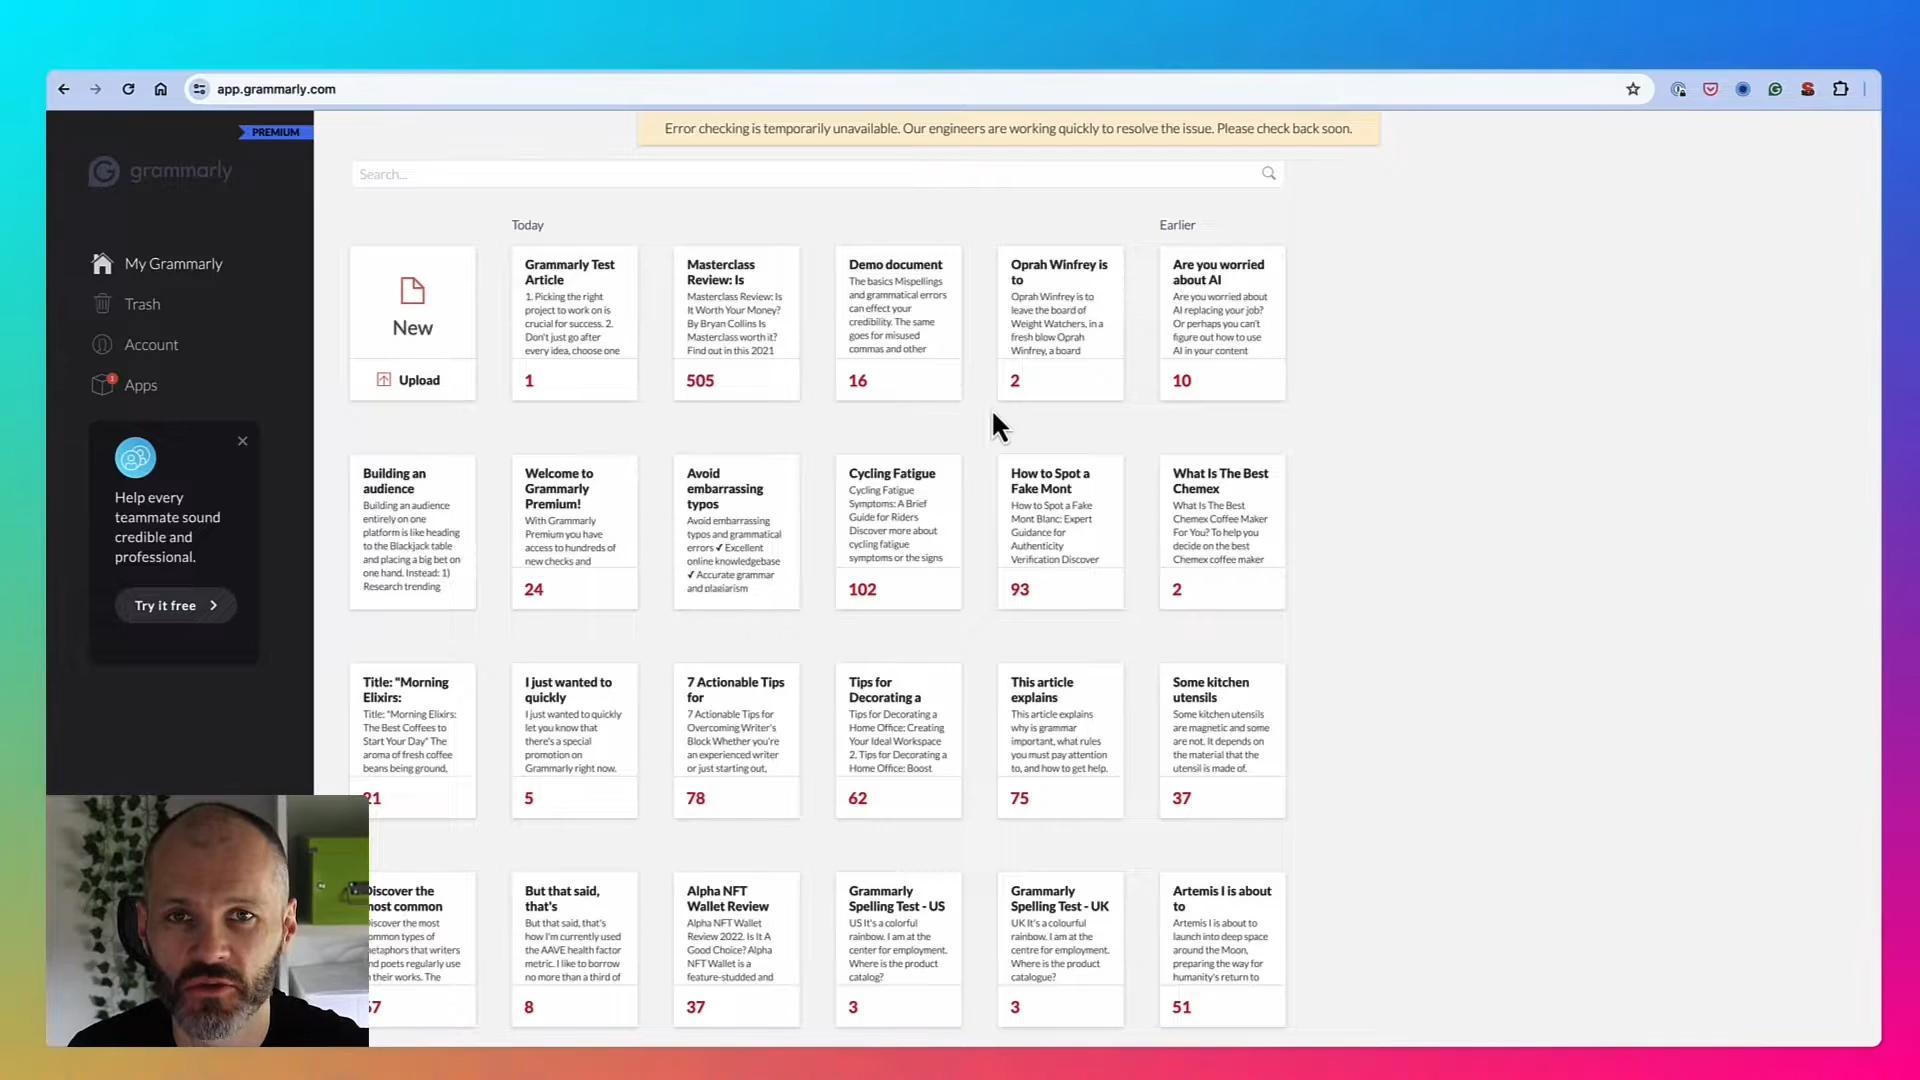 app.grammarly.com
PREMIUM
grammarly
My Grammarly
Trash
Account
1
Apps
Help every
teammate sound
credible and
professional.
Try it free
Error checking is temporarily unavailable. Our engineers are working quickly to resolve the issue. Please check back soon.
Search...
Today
Earlier
New
Upload
Grammarly Test
Article
1. Picking the right
project to work on is
crucial for success. 2.
Don't just go after
every idea, choose one
1
Masterclass
Review: Is
Masterclass Review: Is
It Worth Your Money?
By Bryan Collins Is
Masterclass worth it?
Find out in this 2021
505
Demo document
The basics Mispellings
and grammatical errors
can effect your
credibility. The same
goes for misused
commas and other
16
Oprah Winfrey is
to
Oprah Winfrey is to
leave the board of
Weight Watchers, in a
fresh blow Oprah
Winfrey, a board
2
Are you worried
about AI
Are you worried about
AI replacing your job?
Or perhaps you can't
figure out how to use
AI in your content
10
Building an
audience
Building an audience
entirely on one
platform is like heading
to the Blackjack table
and placing a big bet on
one hand. Instead: 1)
Research trending
Welcome to
Grammarly
Premium!
With Grammarly
Premium you have
access to hundreds of
new checks and
24
Avoid
embarrassing
typos
Avoid embarrassing
typos and grammatical
errors ✓ Excellent
online knowledgebase
✓ Accurate grammar
and plagiarism
Cycling Fatigue
Cycling Fatigue
Symptoms: A Brief
Guide for Riders
Discover more about
cycling fatigue
symptoms or the signs
102
How to Spot a
Fake Mont
How to Spot a Fake
Mont Blanc: Expert
Guidance for
Authenticity
Verification Discover
93
What Is The Best
Chemex
What Is The Best
Chemex Coffee Maker
For You? To help you
decide on the best
Chemex coffee maker
2
Title: "Morning
Elixirs:
Title: "Morning Elixirs:
The Best Coffees to
Start Your Day" The
aroma of fresh coffee
beans being ground,
21
I just wanted to
quickly
I just wanted to quickly
let you know that
there's a special
promotion on
Grammarly right now.
5
7 Actionable Tips
for
7 Actionable Tips for
Overcoming Writer's
Block Whether you're
an experienced writer
or just starting out,
78
Tips for
Decorating a
Tips for Decorating a
Home Office: Creating
Your Ideal Workspace
2. Tips for Decorating a
Home Office: Boost
62
This article
explains
This article explains
why is grammar
important, what rules
you must pay attention
to, and how to get help.
75
Some kitchen
utensils
Some kitchen utensils
are magnetic and some
are not. It depends on
the material that the
utensil is made of.
37
Discover the
most common
Discover the most
common types of
metaphors that writers
and poets regularly use
in their works. The
67
But that said,
that's
But that said, that's
how I'm currently used
the AAVE health factor
metric. I like to borrow
no more than a third of
8
Alpha NFT
Wallet Review
Alpha NFT Wallet
Review 2022. Is It A
Good Choice? Alpha
NFT Wallet is a
feature-studded and
37
Grammarly
Spelling Test - US
US It's a colorful
rainbow. I am at the
center for employment.
Where is the product
catalog?
3
Grammarly
Spelling Test - UK
UK It's a colourful
rainbow. I am at the
centre for employment.
Where is the product
catalogue?
3
Artemis I is about
to
Artemis I is about to
launch into deep space
around the Moon,
preparing the way for
humanity's return to
51